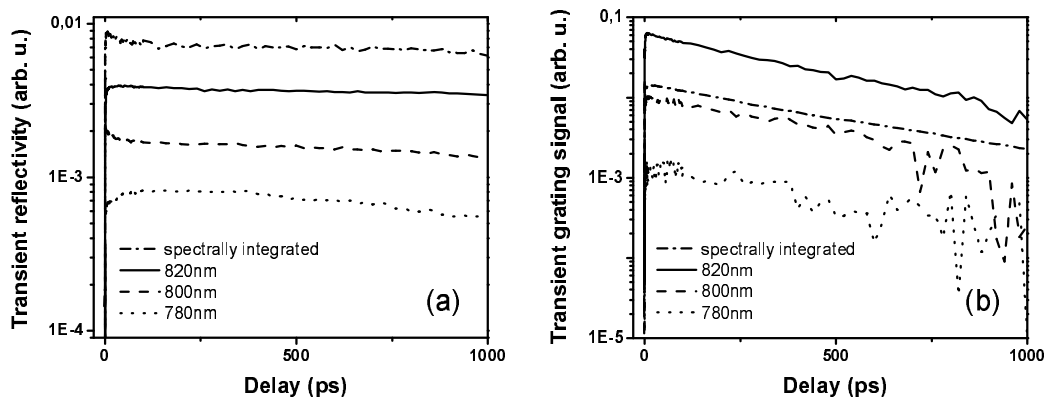 Transient reflectivity (arb. u.)
0,01
1E-3
1E-4
spectrally integrated
820nm
800nm
780nm
(a)
0
500
1000
Delay (ps)
Transient grating signal (arb. u.)
0,1
1E-3
1E-5
spectrally integrated
820nm
800nm
780nm
(b)
0
500
1000
Delay (ps)